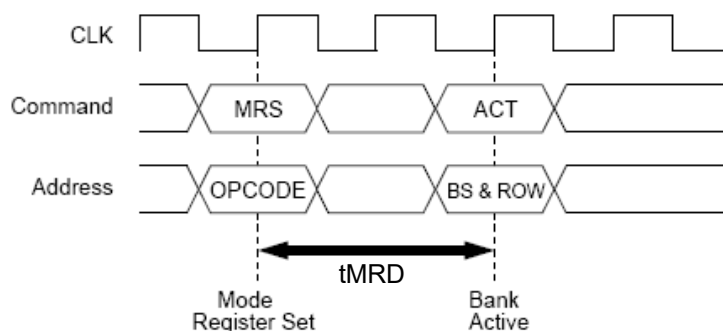 CLK
Command
MRS
ACT
Address
OPCODE
BS & ROW
tMRD
Mode
Register Set
Bank
Active